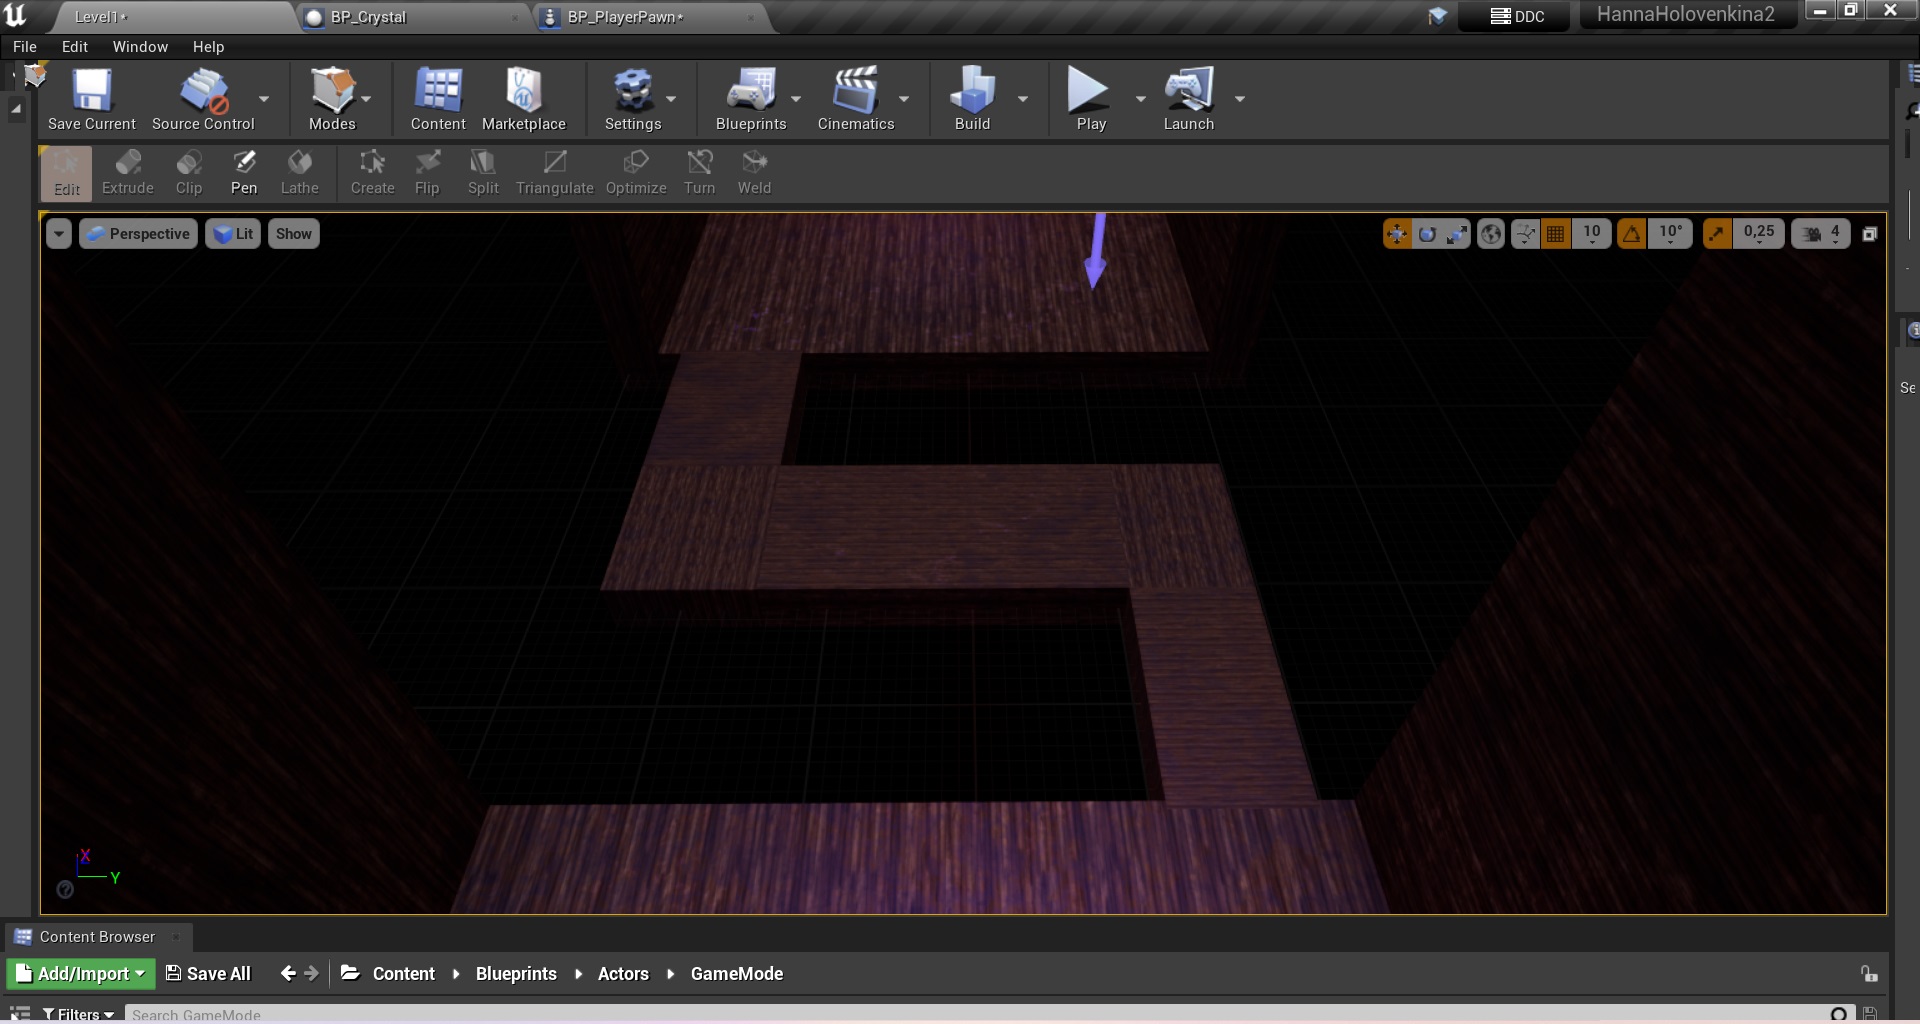 Level1*
BP_Crystal
BP_PlayerPawn*
DDC
HannaHolovenkina2
File Edit Window Help
Save Current Source Control Modes Content Marketplace Settings Blueprints Cinematics Build Play Launch
Edit Extrude Clip Pen Lathe Create Flip Split Triangulate Optimize Turn Weld
Perspective Lit Show 10 10° 0,25 4
Se
X
Y
Content Browser
Add/Import Save All Content Blueprints Actors GameMode
Filters Search GameMode